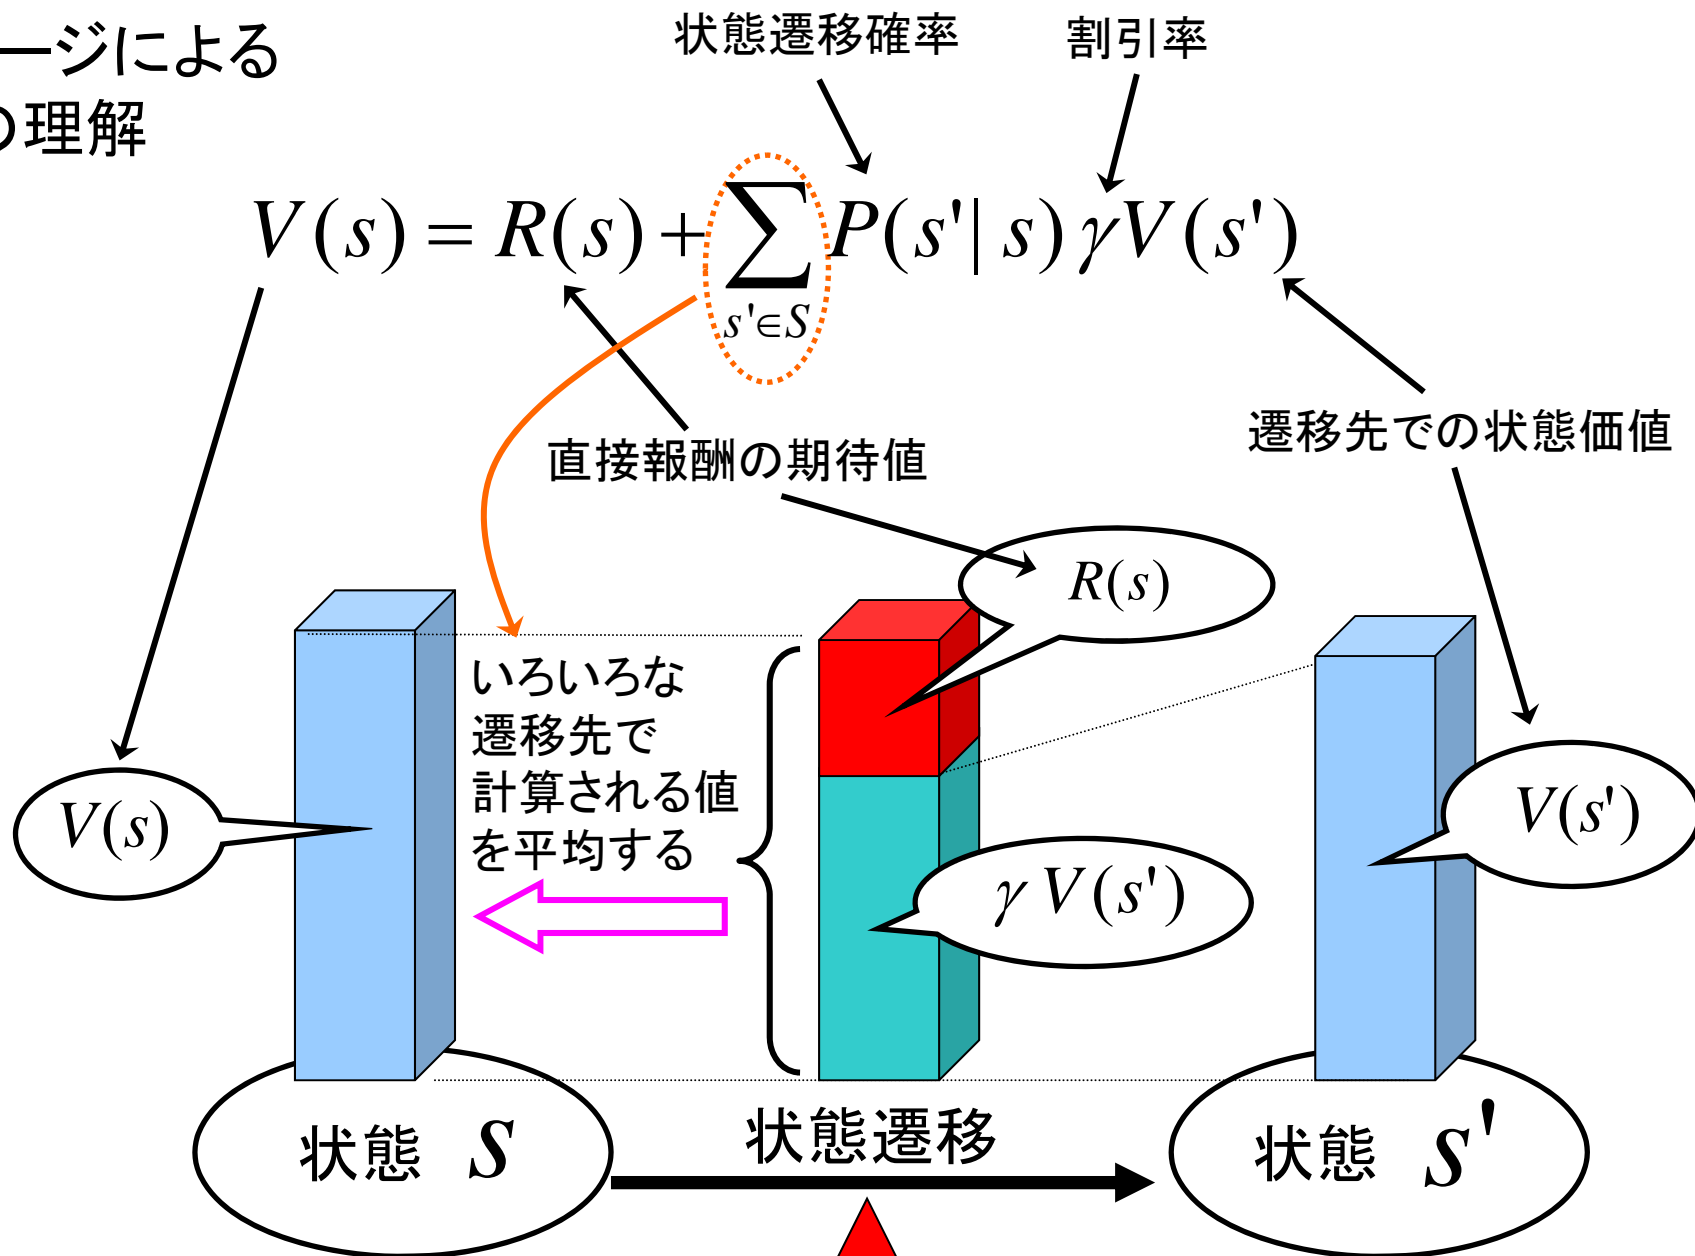 ージによる
の理解
状態遷移確率
割引率
V(s) = R(s) + ∑ P(s'| s) γV(s')
s'∈S
直接報酬の期待値
遷移先での状態価値
R(s)
いろいろな
遷移先で
計算される値
を平均する
V(s)
γ V(s')
V(s')
状態 s
状態遷移
状態 s'